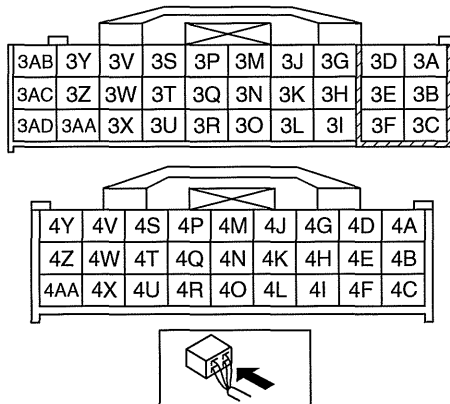 3AB 3Y 3V 3S 3P 3M 3J 3G 3D 3A
3AC 3Z 3W 3T 3Q 3N 3K 3H 3E 3B
3AD 3AA 3X 3U 3R 3O 3L 3I 3F 3C
4Y 4V 4S 4P 4M 4J 4G 4D 4A
4Z 4W 4T 4Q 4N 4K 4H 4E 4B
4AA 4X 4U 4R 4O 4L 4I 4F 4C